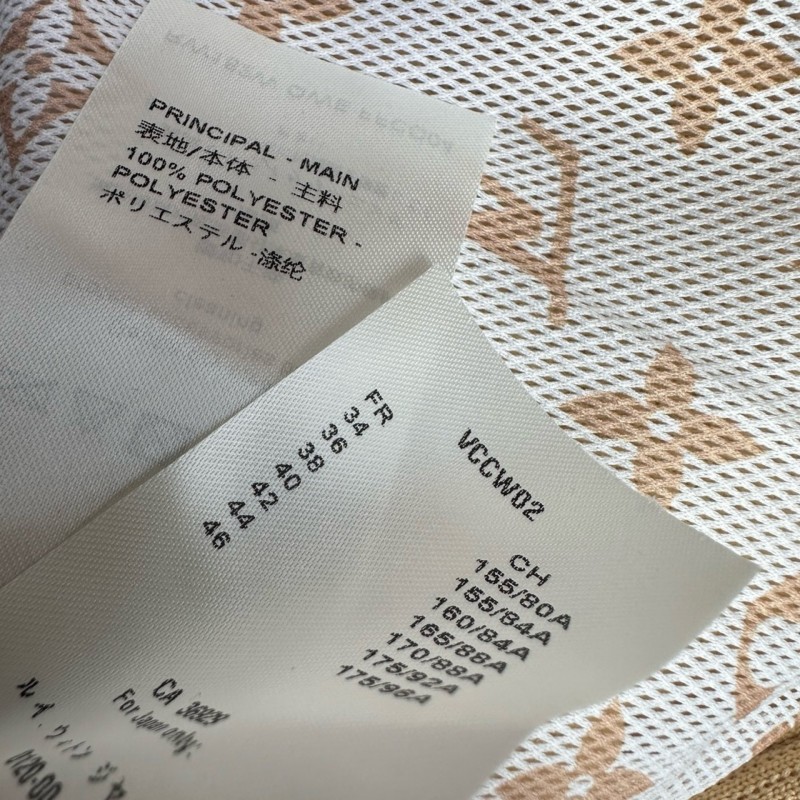 PRINCIPAL - MAIN
表地/本体 - 主料
100% POLYESTER -
POLYESTER
ポリエステル -涤纶
cleaning
FR
34
36
38
40
42
44
46
VCCW02
CH
155/80A
155/84A
160/84A
165/88A
170/88A
175/92A
175/96A
CA 36929
For Japan only: